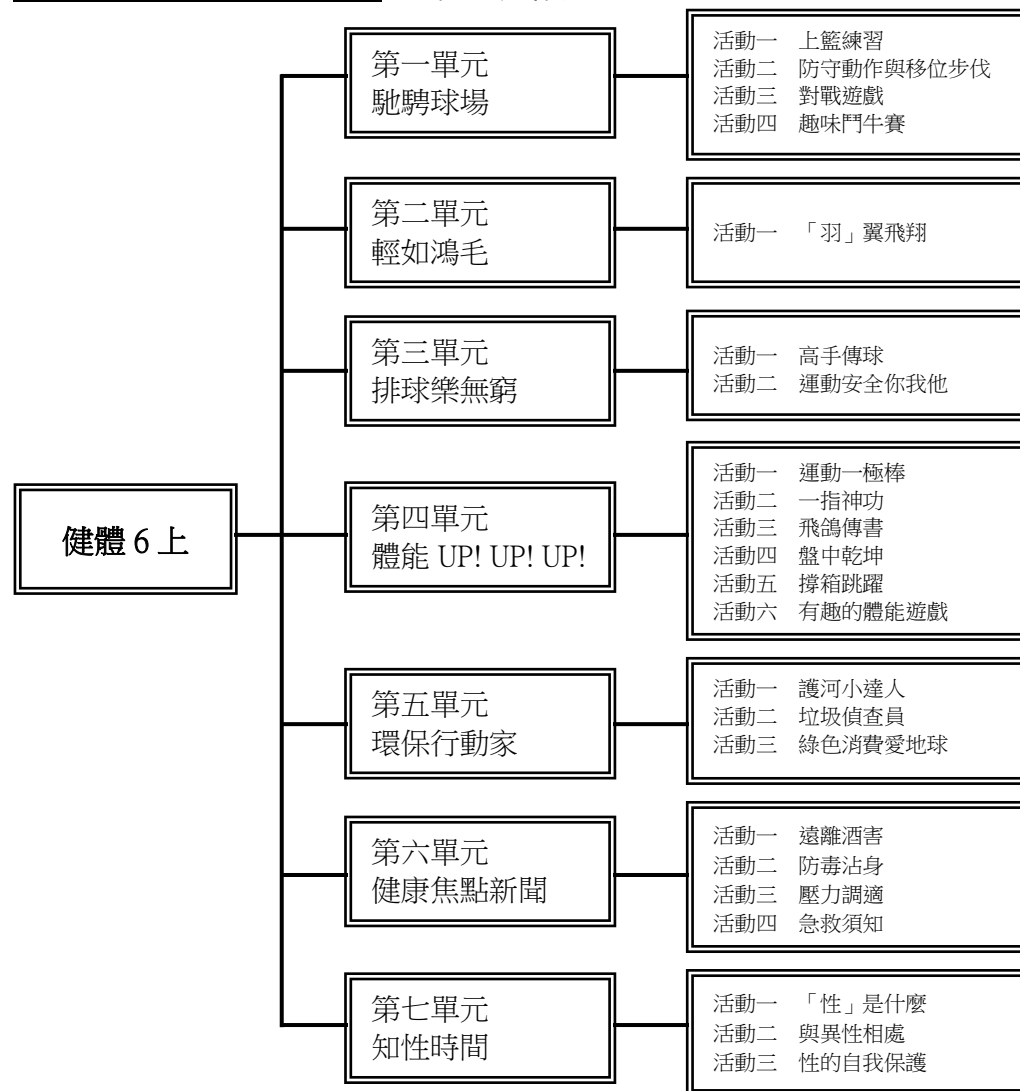 第一單元
馳騁球場
活動一 上籃練習
活動二 防守動作與移位步伐
活動三 對戰遊戲
活動四 趣味鬥牛賽
第二單元
輕如鴻毛
活動一 「羽」翼飛翔
第三單元
排球樂無窮
活動一 高手傳球
活動二 運動安全你我他
健體 6 上
第四單元
體能 UP! UP! UP!
活動一 運動一極棒
活動二 一指神功
活動三 飛鴿傳書
活動四 盤中乾坤
活動五 撐箱跳躍
活動六 有趣的體能遊戲
第五單元
環保行動家
活動一 護河小達人
活動二 垃圾偵查員
活動三 綠色消費愛地球
第六單元
健康焦點新聞
活動一 遠離酒害
活動二 防毒沾身
活動三 壓力調適
活動四 急救須知
第七單元
知性時間
活動一 「性」是什麼
活動二 與異性相處
活動三 性的自我保護